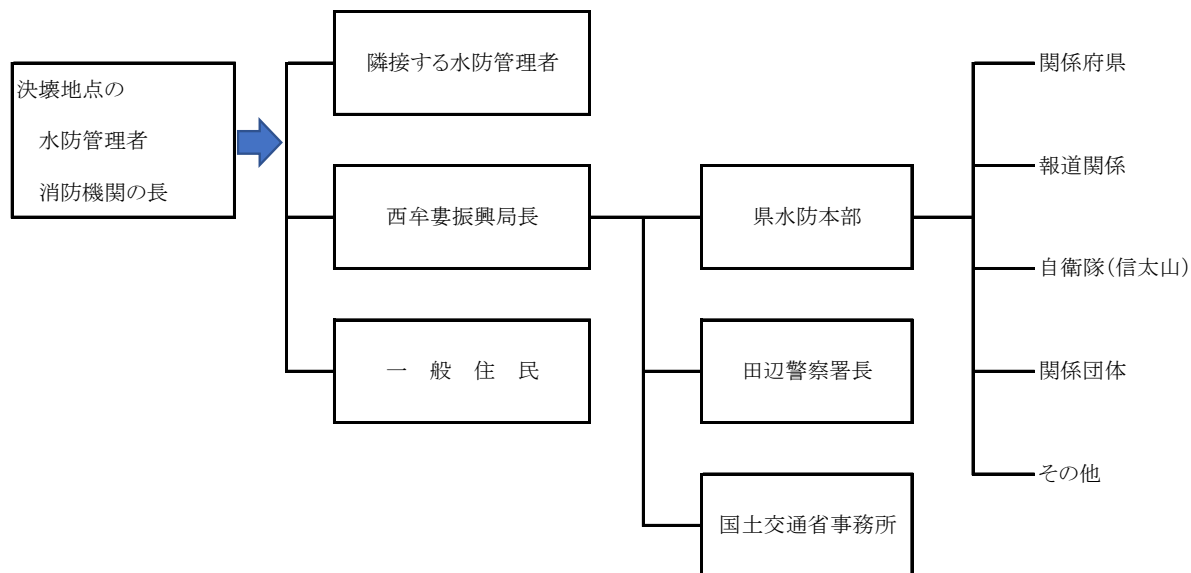 決壊地点の
水防管理者
消防機関の長
隣接する水防管理者
西牟婁振興局長
一　般　住　民
県水防本部
田辺警察署長
国土交通省事務所
関係府県
報道関係
自衛隊（信太山）
関係団体
その他